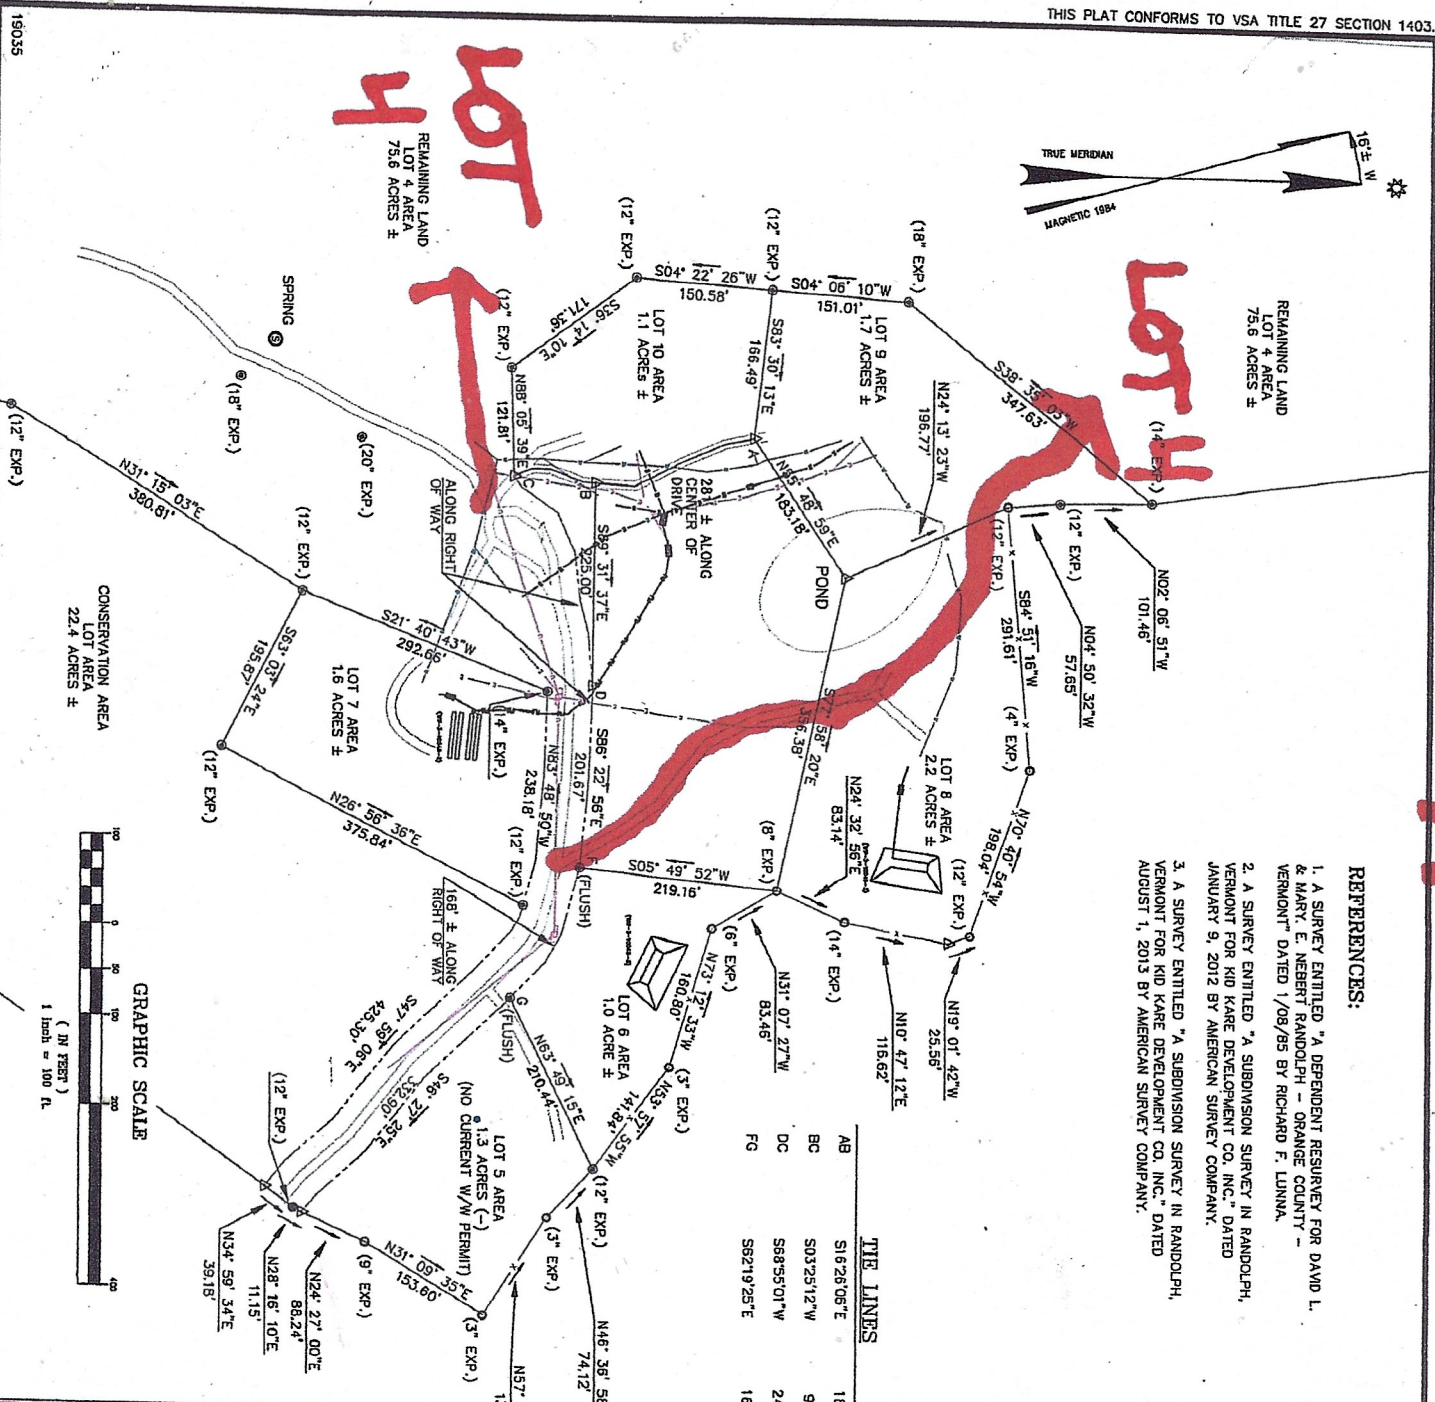 THIS PLAT CONFORMS TO VSA TITLE 27 SECTION 1403.
19035
LOT
4
LOT
4
REMAINING LAND
LOT 4 AREA
75.6 ACRES ±
REMAINING LAND
LOT 4 AREA
75.6 ACRES ±
TRUE MERIDIAN
MAGNETIC 1984
16°± W
(18" EXP.)
(12" EXP.)
(12" EXP.)
(12" EXP.)
S04° 06' 10"W
151.01'
S04° 22' 26"W
150.58'
S36° 14' 10"E
171.36'
N88° 05' 39"E
121.81'
S83° 30' 13"E
166.49'
S38° 35' 03"W
347.63'
LOT 9 AREA
1.7 ACRES ±
LOT 10 AREA
1.1 ACRES ±
N24° 13' 23"W
196.77'
N85° 48' 59"E
183.18'
A
B
C
D
F
G
28' ± ALONG
CENTER OF
DRIVE
ALONG RIGHT
OF WAY
S89° 31' 37"E
225.00'
POND
(14" EXP.)
(12" EXP.)
(12" EXP.)
N02° 06' 51"W
101.46'
N04° 50' 32"W
57.65'
S84° 51' 16"W
291.61'
(4" EXP.)
N70° 40' 54"W
198.04'
(12" EXP.)
S77° 58' 20"E
356.38'
LOT 8 AREA
2.2 ACRES ±
N24° 32' 56"E
83.14'
(8" EXP.)
(14" EXP.)
N19° 01' 42"W
25.56'
N10° 47' 12"E
116.62'
N31° 07' 27"W
83.46'
(6" EXP.)
N73° 12' 33"W
160.80'
(3" EXP.)
N53° 57' 55"W
141.84'
(12" EXP.)
(3" EXP.)
N46° 36'
74.12'
N57°
(3" EXP.)
S05° 49' 52"W
219.16'
(FLUSH)
(FLUSH)
S86° 22' 56"E
201.67'
N83° 48' 50"W
238.18'
(14" EXP.)
(12" EXP.)
S21° 40' 43"W
292.66'
LOT 7 AREA
1.6 ACRES ±
SPRING
S
(18" EXP.)
(20" EXP.)
(12" EXP.)
N31° 15' 03"E
380.81'
(12" EXP.)
S63° 03' 24"E
195.87'
(12" EXP.)
N26° 56' 36"E
375.84'
CONSERVATION AREA
LOT AREA
22.4 ACRES ±
168' ± ALONG
RIGHT OF WAY
LOT 6 AREA
1.0 ACRE ±
N63° 49' 15"E
210.44'
S47° 59' 06"E
425.30'
S46° 27' 25"E
332.90'
LOT 5 AREA
1.3 ACRES (-)
(NO CURRENT W/W PERMIT)
(12" EXP.)
(9" EXP.)
N31° 09' 35"E
153.60'
N24° 27' 00"E
88.24'
N28° 16' 10"E
11.15'
N34° 59' 34"E
39.18'
REFERENCES:
1. A SURVEY ENTITLED "A DEPENDENT RESURVEY FOR DAVID L.
& MARY. E. NEBERT RANDOLPH - ORANGE COUNTY -
VERMONT" DATED 1/08/85 BY RICHARD F. LUNNA.
2. A SURVEY ENTITLED "A SUBDIVISION SURVEY IN RANDOLPH,
VERMONT FOR KID KARE DEVELOPMENT CO. INC." DATED
JANUARY 9, 2012 BY AMERICAN SURVEY COMPANY.
3. A SURVEY ENTITLED "A SUBDIVISION SURVEY IN RANDOLPH,
VERMONT FOR KID KARE DEVELOPMENT CO. INC." DATED
AUGUST 1, 2013 BY AMERICAN SURVEY COMPANY.
TIE LINES
AB S16°26'06"E
BC S03°25'12"W
DC S68°55'01"W
FG S62°19'25"E
GRAPHIC SCALE
( IN FEET )
1 inch = 100 ft.